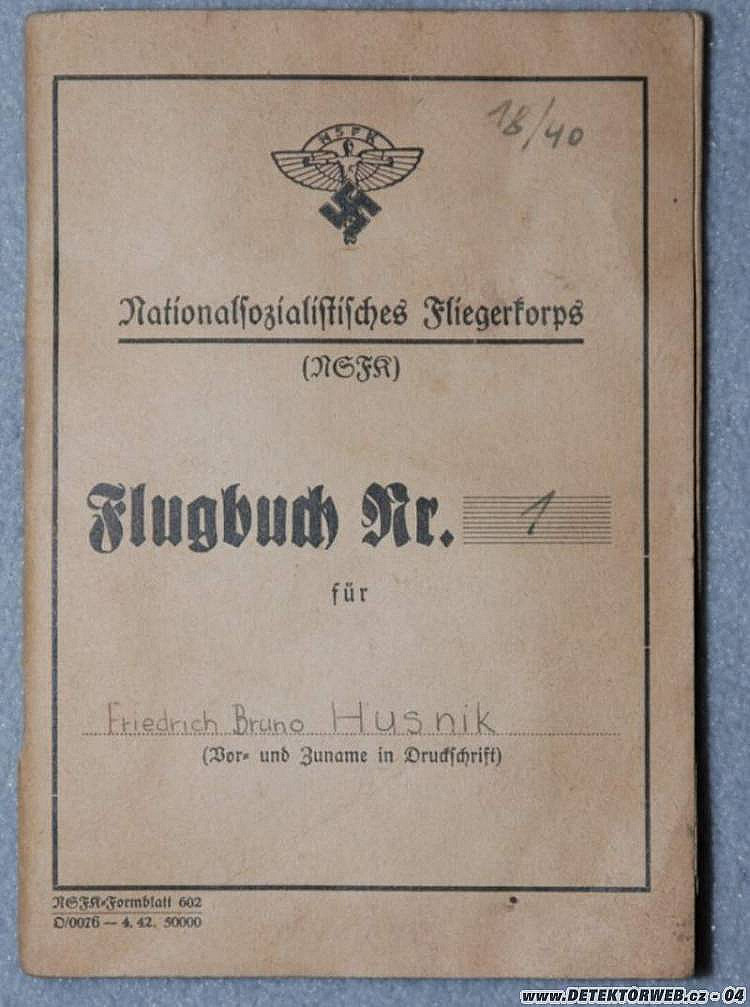 18/40
NSFK
Nationalsozialistisches Fliegerkorps
(NSFK)
Flugbuch Nr. 1
für
Friedrich Bruno Husnik
(Vor- und Zuname in Druckschrift)
NSFK-Formblatt 602
O/0076 — 4. 42. 50000
www.DETEKTORWEB.cz - 04